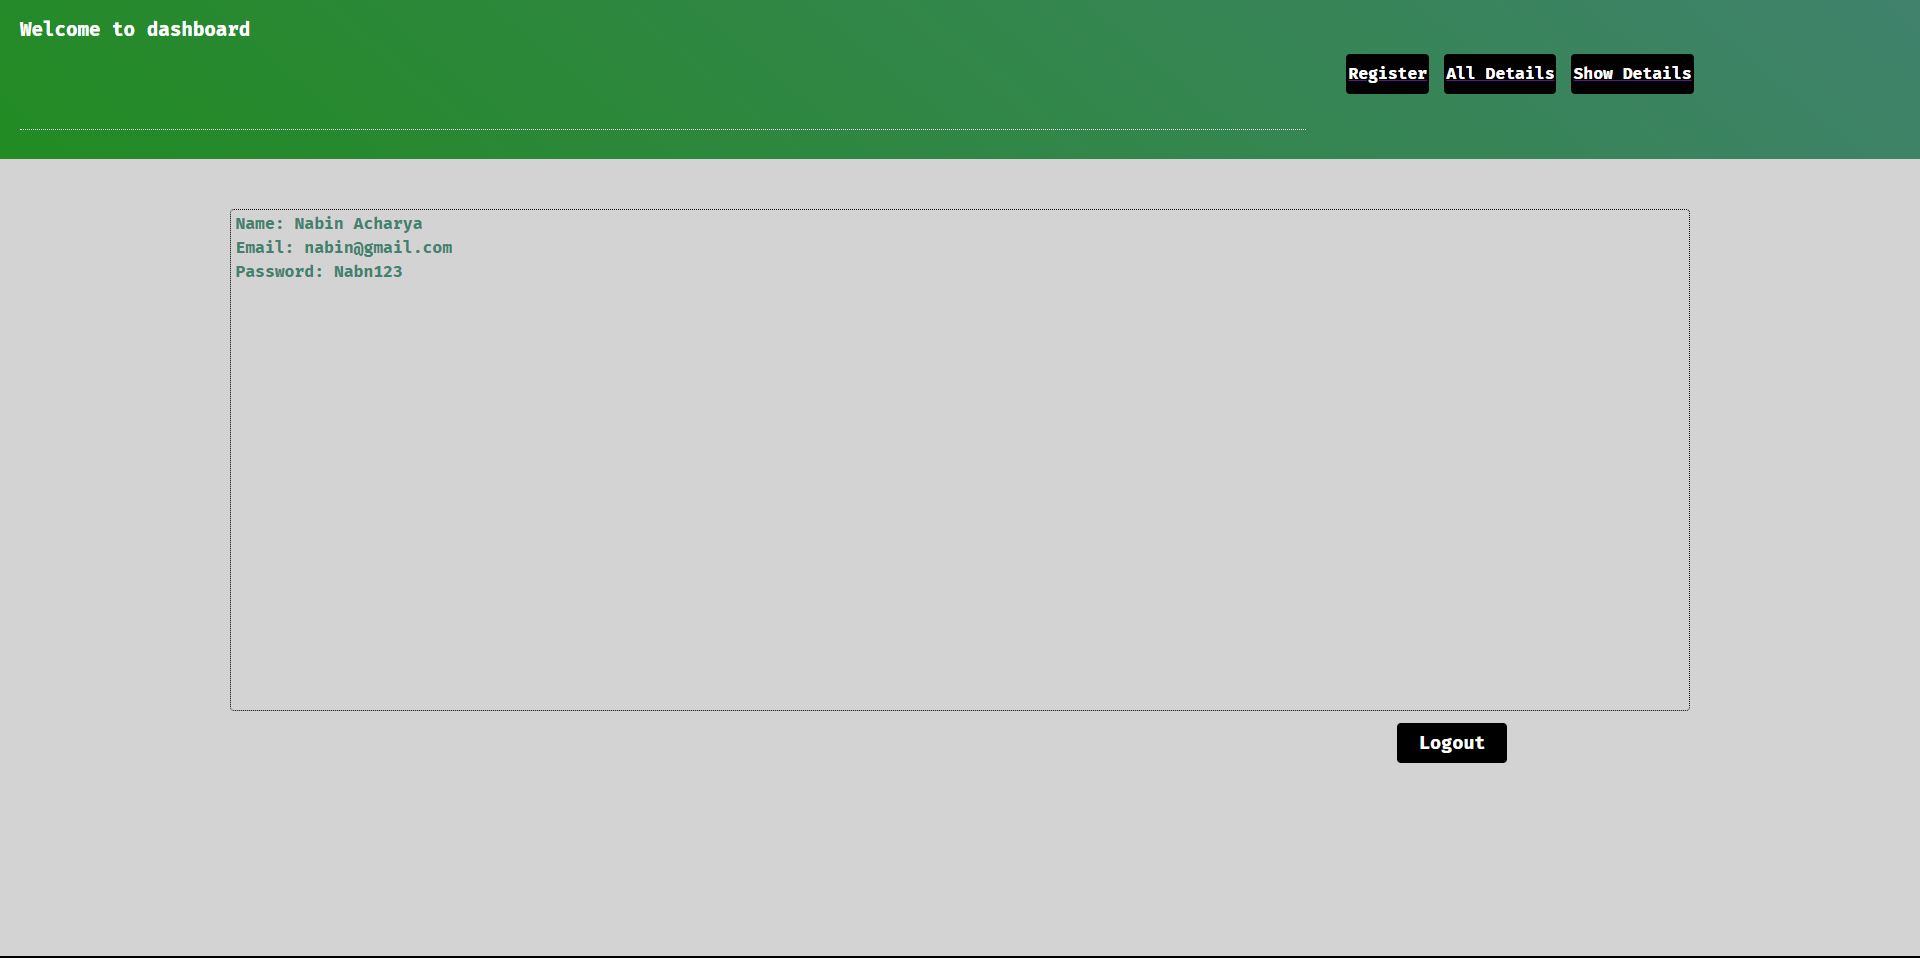 Welcome to dashboard
Register All Details Show Details
Name: Nabin Acharya
Email: nabin@gmail.com
Password: Nabn123
Logout